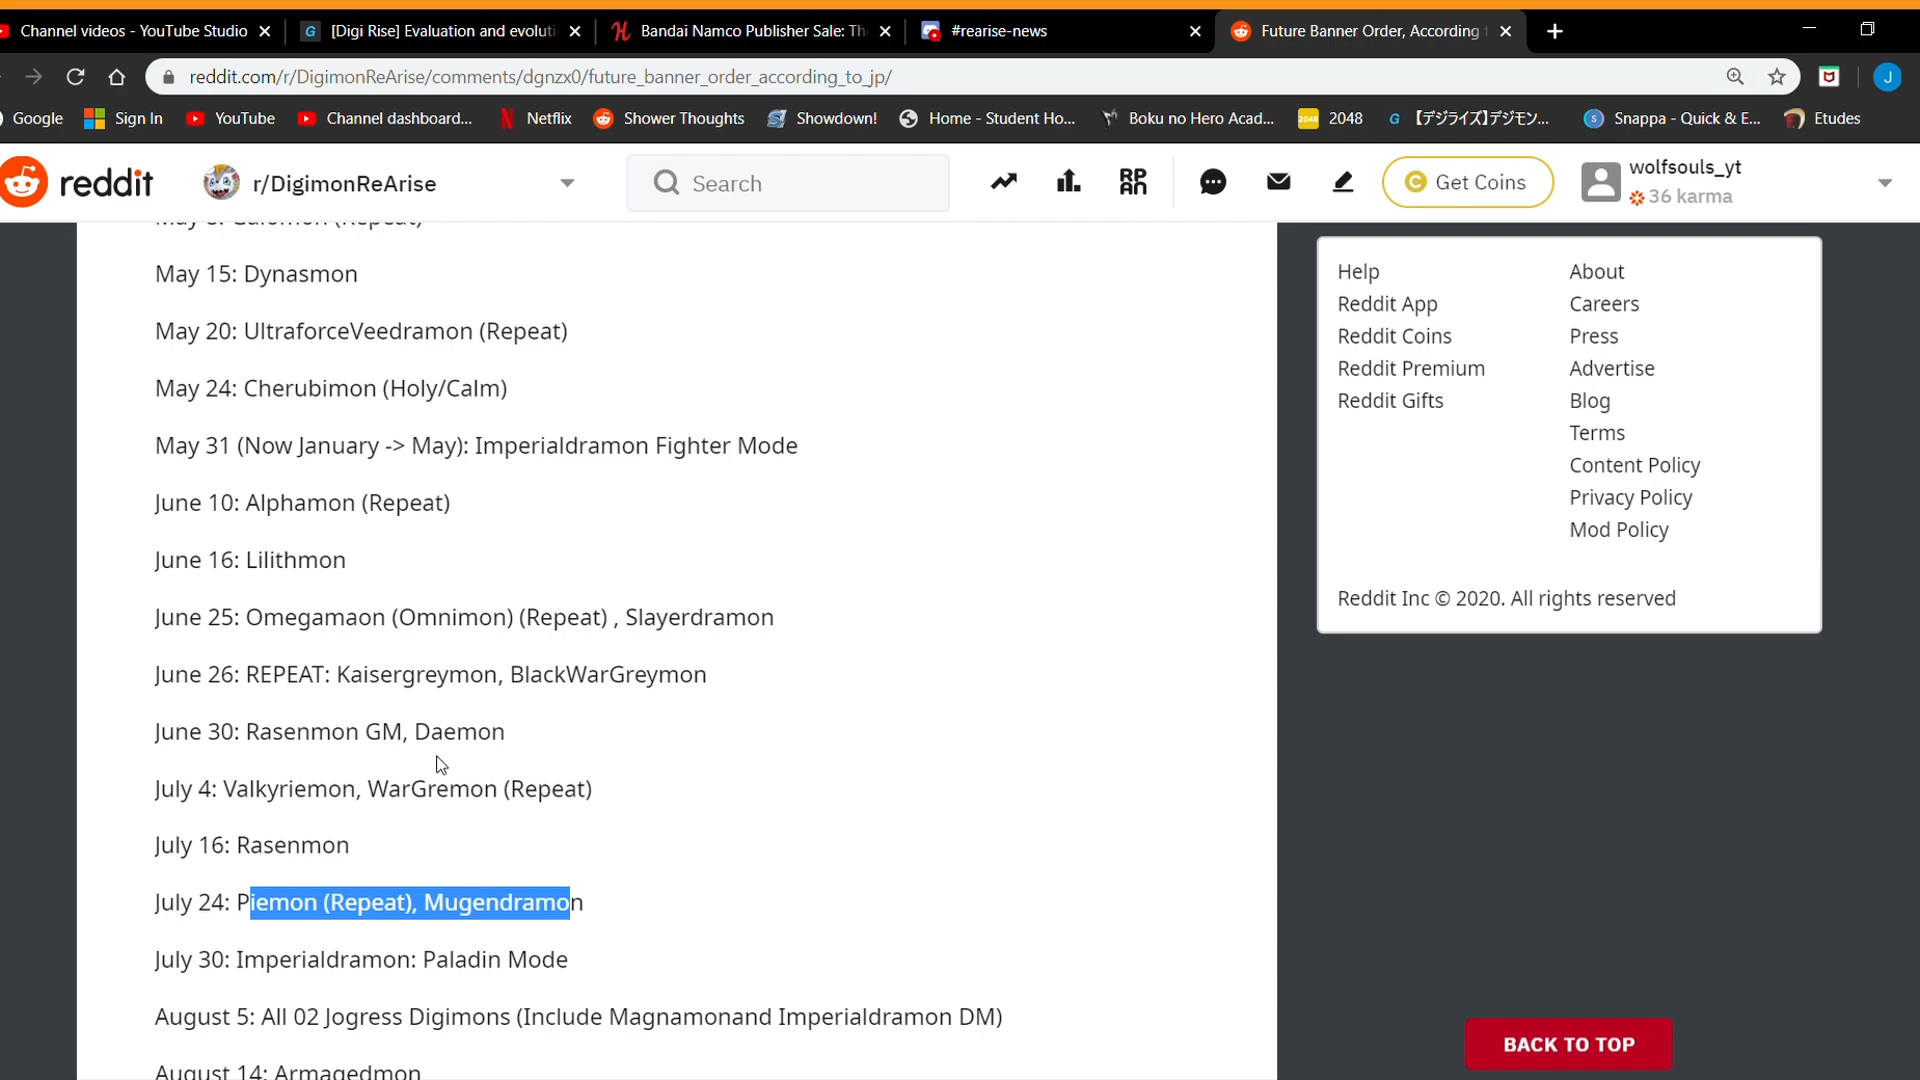 Channel videos - YouTube Studio
[Digi Rise] Evaluation and evoluti
Bandai Namco Publisher Sale: Th
#rearise-news
Future Banner Order, According t
reddit.com/r/DigimonReArise/comments/dgnzx0/future_banner_order_according_to_jp/
J
Google
Sign In
YouTube
Channel dashboard...
Netflix
Shower Thoughts
Showdown!
Home - Student Ho...
Boku no Hero Acad...
2048
【デジライズ】デジモン...
Snappa - Quick & E...
Etudes
reddit
r/DigimonReArise
Search
RPAN
Get Coins
wolfsouls_yt
36 karma
May 15: Dynasmon
May 20: UltraforceVeedramon (Repeat)
May 24: Cherubimon (Holy/Calm)
May 31 (Now January -> May): Imperialdramon Fighter Mode
June 10: Alphamon (Repeat)
June 16: Lilithmon
June 25: Omegamaon (Omnimon) (Repeat) , Slayerdramon
June 26: REPEAT: Kaisergreymon, BlackWarGreymon
June 30: Rasenmon GM, Daemon
July 4: Valkyriemon, WarGremon (Repeat)
July 16: Rasenmon
July 24: Piemon (Repeat), Mugendramon
July 30: Imperialdramon: Paladin Mode
August 5: All 02 Jogress Digimons (Include Magnamonand Imperialdramon DM)
August 14: Armagedmon
Help
About
Reddit App
Careers
Reddit Coins
Press
Reddit Premium
Advertise
Reddit Gifts
Blog
Terms
Content Policy
Privacy Policy
Mod Policy
Reddit Inc © 2020. All rights reserved
BACK TO TOP